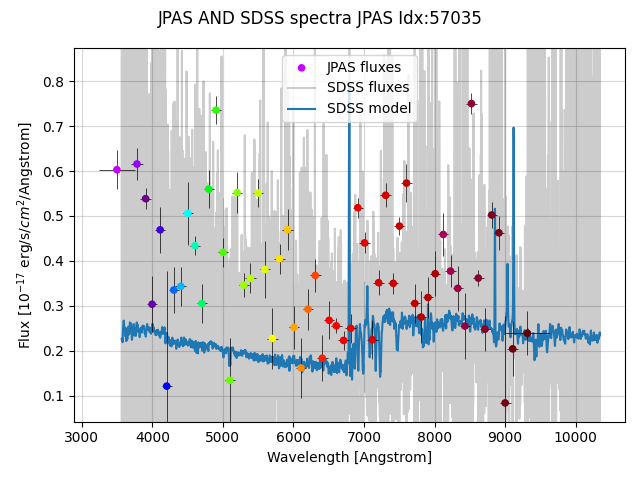 JPAS AND SDSS spectra JPAS Idx:57035
JPAS fluxes
SDSS fluxes
SDSS model
Flux [10⁻¹⁷ erg/s/cm²/Angstrom]
0.8
0.7
0.6
0.5
0.4
0.3
0.2
0.1
3000 4000 5000 6000 7000 8000 9000 10000
Wavelength [Angstrom]